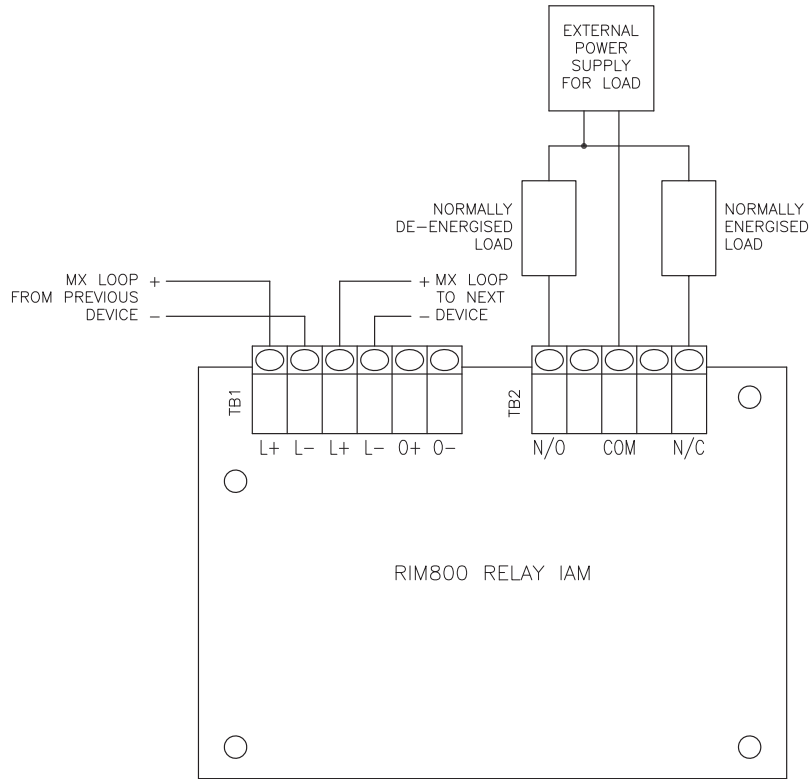 EXTERNAL
POWER
SUPPLY
FOR LOAD
NORMALLY
DE-ENERGISED
LOAD
NORMALLY
ENERGISED
LOAD
MX LOOP +
FROM PREVIOUS
DEVICE -
+ MX LOOP
TO NEXT
- DEVICE
TB1
TB2
L+ L- L+ L- O+ O-
N/O COM N/C
RIM800 RELAY IAM